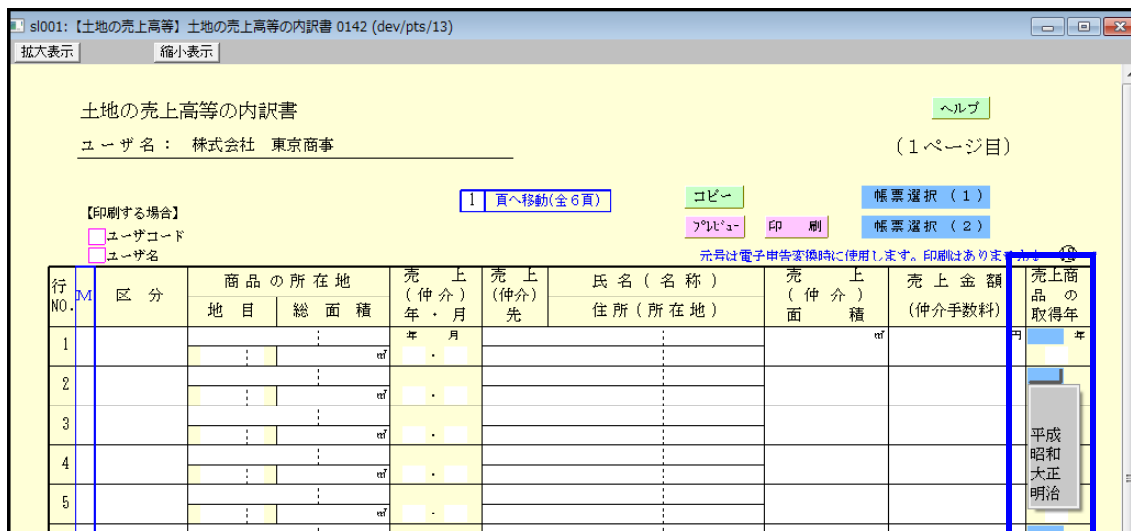 sl001:【土地の売上高等】土地の売上高等の内訳書 0142 (dev/pts/13)
拡大表示 縮小表示
土地の売上高等の内訳書
ヘルプ
ユーザ名： 株式会社 東京商事
(１ページ目)
1 頁へ移動(全６頁)
コピー
帳票選択（１）
【印刷する場合】
ﾌﾟﾚﾋﾞｭｰ 印 刷
帳票選択（２）
ユーザコード
ユーザ名
元号は電子申告変換時に使用します。印刷はありません
行 NO.
M
区 分
商品の所在地
地 目
総 面 積
売 上 (仲介) 年・月
売 上 (仲介) 先
氏名(名称)
住所(所在地)
売 上 (仲介) 面 積
売上金額
(仲介手数料)
売上商品の取得年
1 ㎡ 年 月 ・ ㎡ 円 年
2 ㎡ ・
3 ㎡ ・
4 ㎡ ・
5 ㎡ ・
平成
昭和
大正
明治